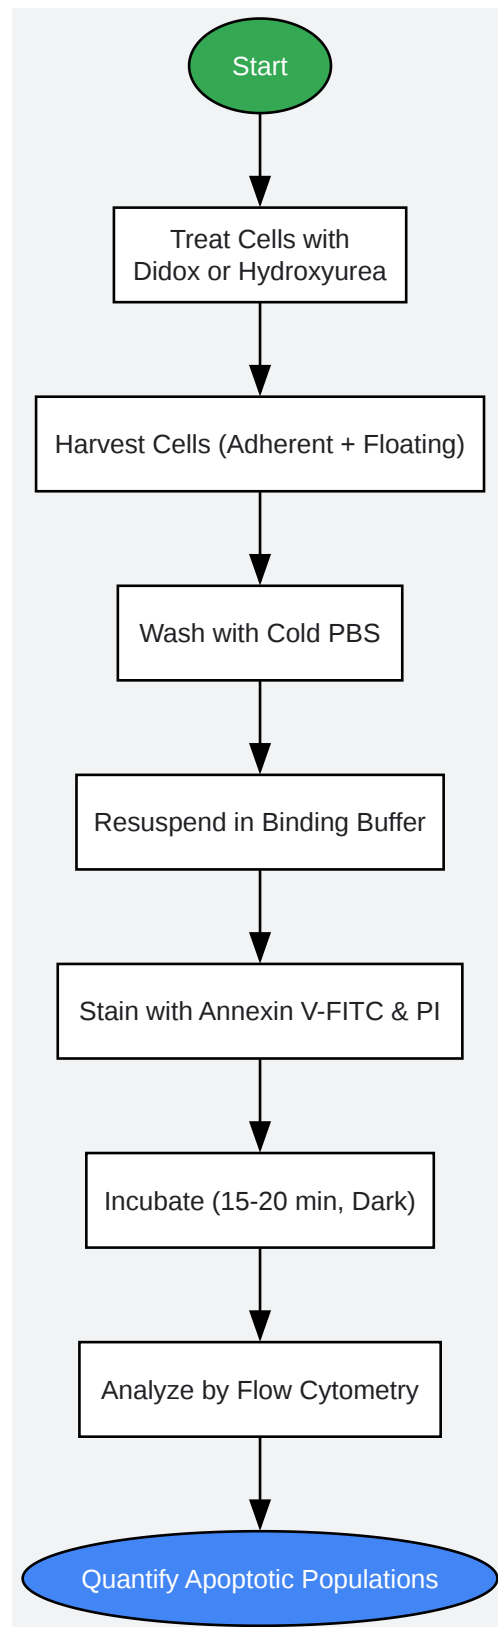 Start
Treat Cells with
Didox or Hydroxyurea
Harvest Cells (Adherent + Floating)
Wash with Cold PBS
Resuspend in Binding Buffer
Stain with Annexin V-FITC & PI
Incubate (15-20 min, Dark)
Analyze by Flow Cytometry
Quantify Apoptotic Populations